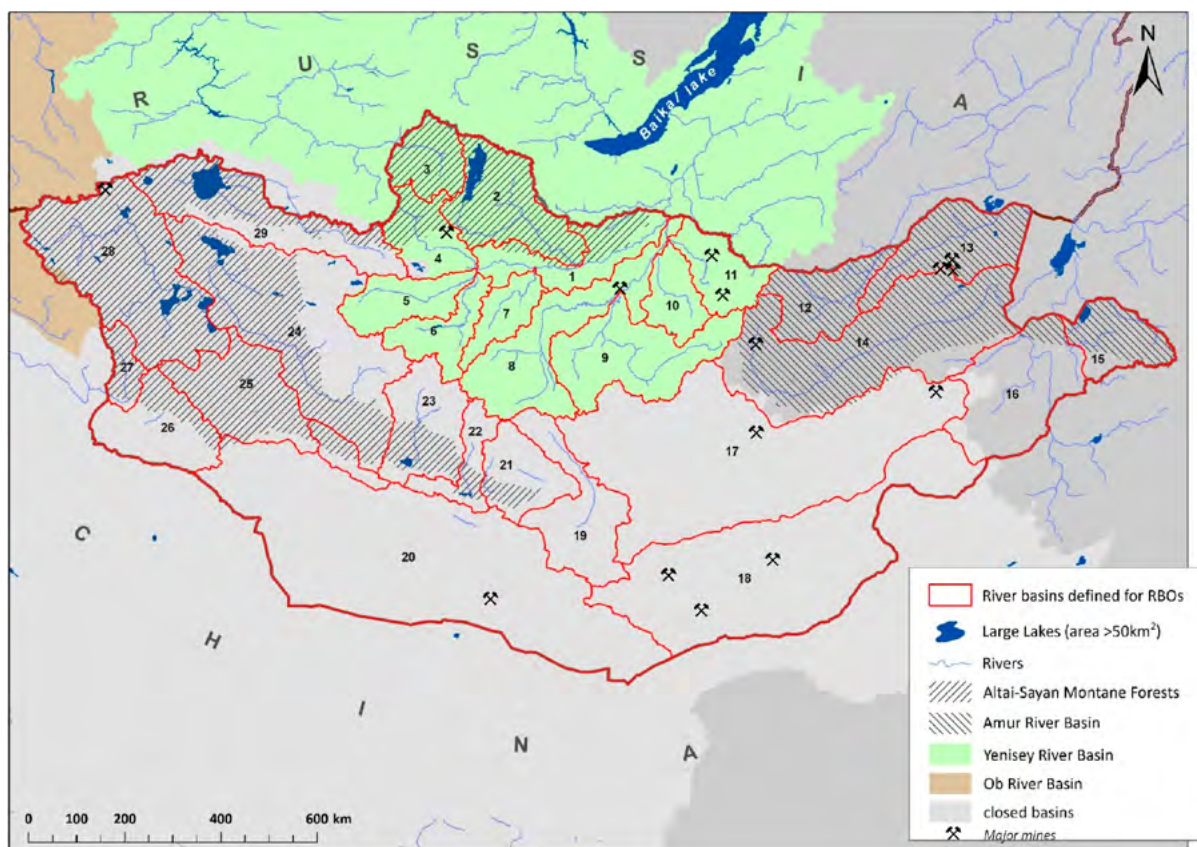 N
R U S S I A
Baikal lake
3
2
13
29
28
4
11
1
12
5
10
7
14
24
6
15
8
9
27
25
16
23
26
22
17
21
19
20
18
C H I N A
River basins defined for RBOs
Large Lakes (area >50km²)
Rivers
Altai-Sayan Montane Forests
Amur River Basin
Yenisey River Basin
Ob River Basin
closed basins
Major mines
0 100 200 400 600 km